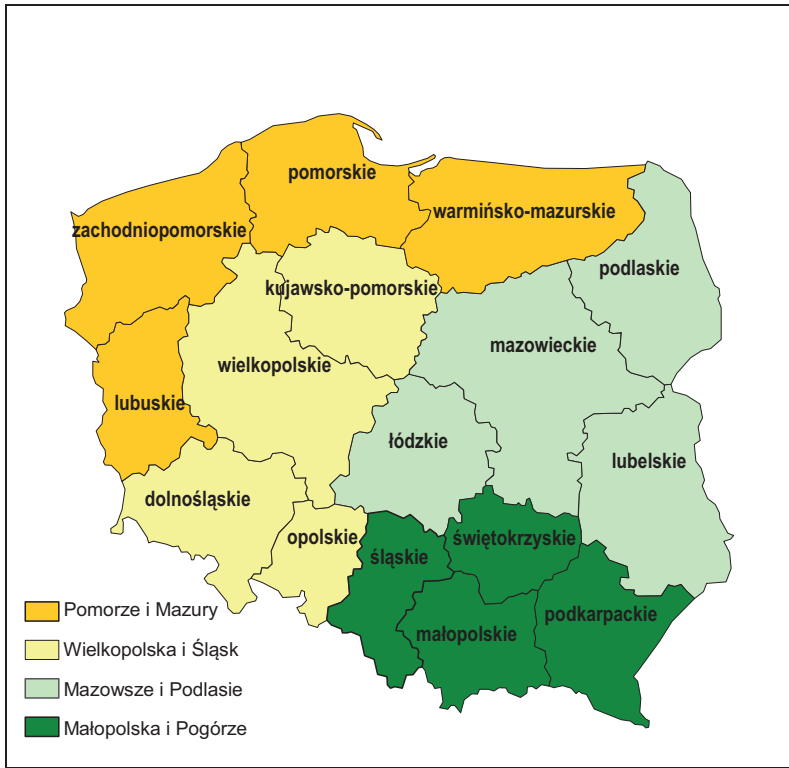 pomorskie
warmińsko-mazurskie
zachodniopomorskie
podlaskie
kujawsko-pomorskie
mazowieckie
wielkopolskie
lubuskie
łódzkie
lubelskie
dolnośląskie
opolskie
świętokrzyskie
śląskie
podkarpackie
małopolskie
Pomorze i Mazury
Wielkopolska i Śląsk
Mazowsze i Podlasie
Małopolska i Pogórze